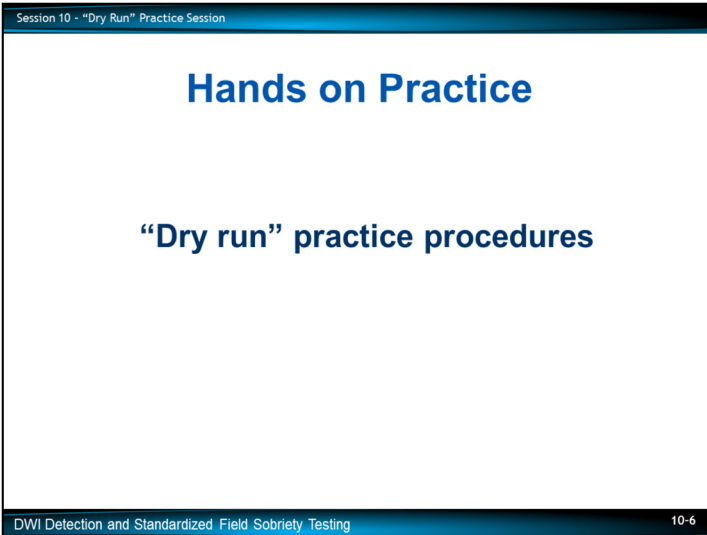 Session 10 - “Dry Run” Practice Session
Hands on Practice
“Dry run” practice procedures
DWI Detection and Standardized Field Sobriety Testing
10-6